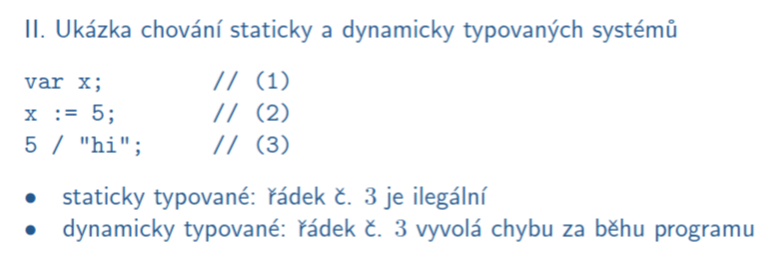 II. Ukázka chování staticky a dynamicky typovaných systémů
var x; // (1)
x := 5; // (2)
5 / "hi"; // (3)
• staticky typované: řádek č. 3 je ilegální
• dynamicky typované: řádek č. 3 vyvolá chybu za běhu programu